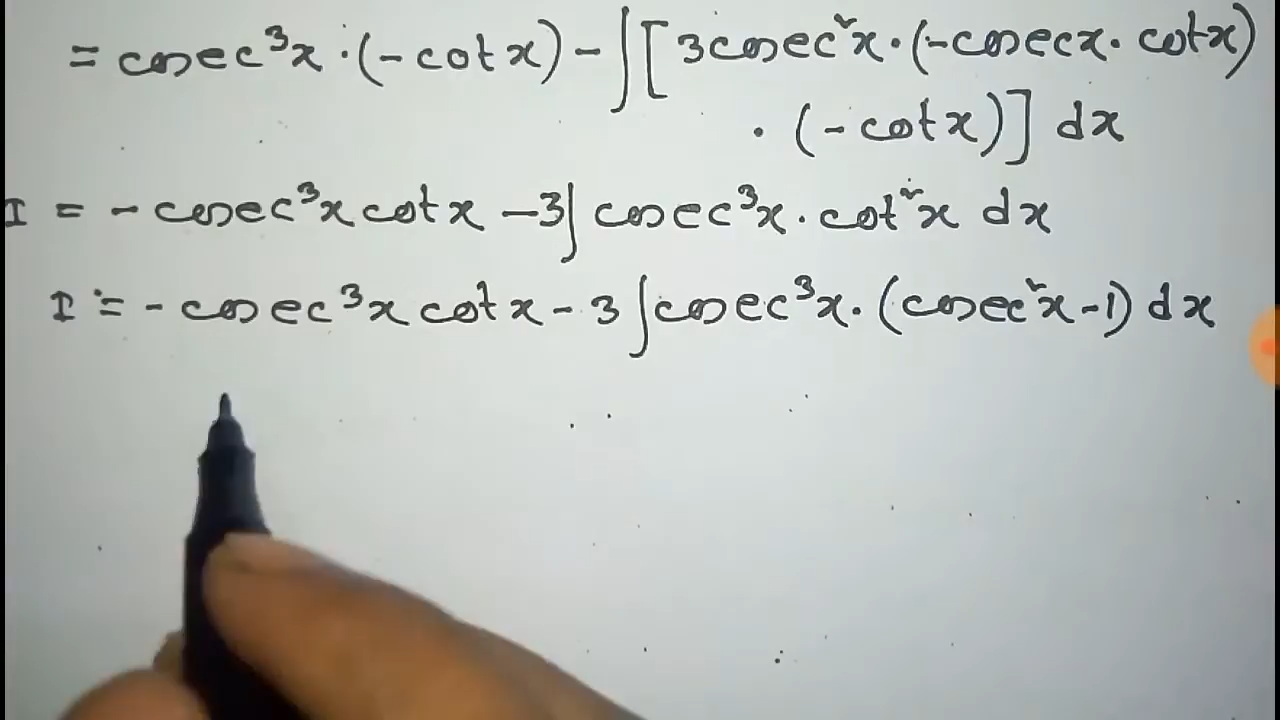 = cosec³x · (-cot x) - ∫ [ 3cosec²x · (-cosecx · cotx)
· (-cotx) ] dx
I = - cosec³x cot x - 3∫ cosec³x · cot²x dx
I = - cosec³x cot x - 3 ∫ cosec³x · (cosec²x - 1) dx